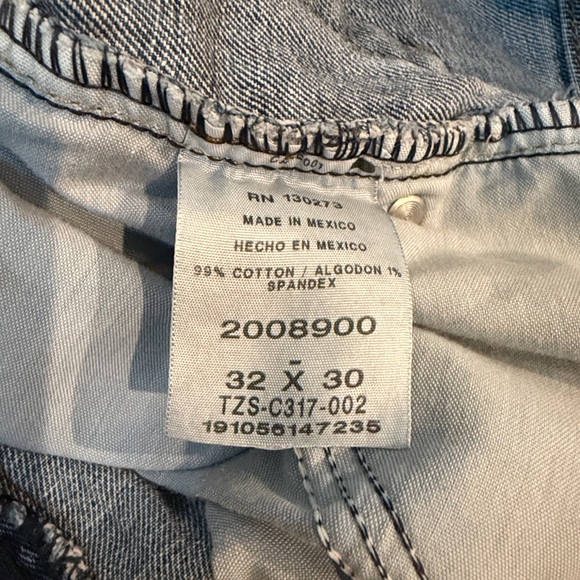 RN 130273
MADE IN MEXICO
HECHO EN MEXICO
99% COTTON / ALGODON 1%
SPANDEX
2008900
-
32 X 30
TZS-C317-002
191056147235